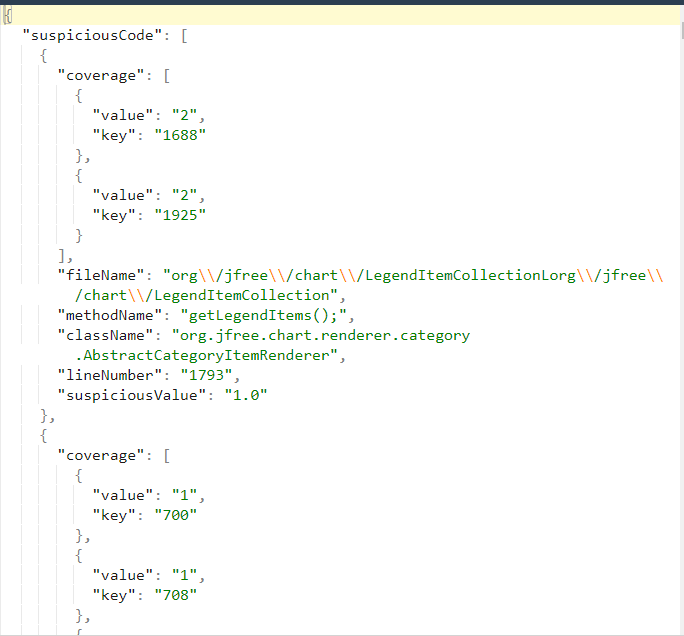 {
"suspiciousCode": [
{
"coverage": [
{
"value": "2",
"key": "1688"
},
{
"value": "2",
"key": "1925"
}
],
"fileName": "org\\/jfree\\/chart\\/LegendItemCollectionLorg\\/jfree\\
/chart\\/LegendItemCollection",
"methodName": "getLegendItems();",
"className": "org.jfree.chart.renderer.category
.AbstractCategoryItemRenderer",
"lineNumber": "1793",
"suspiciousValue": "1.0"
},
{
"coverage": [
{
"value": "1",
"key": "700"
},
{
"value": "1",
"key": "708"
},
{